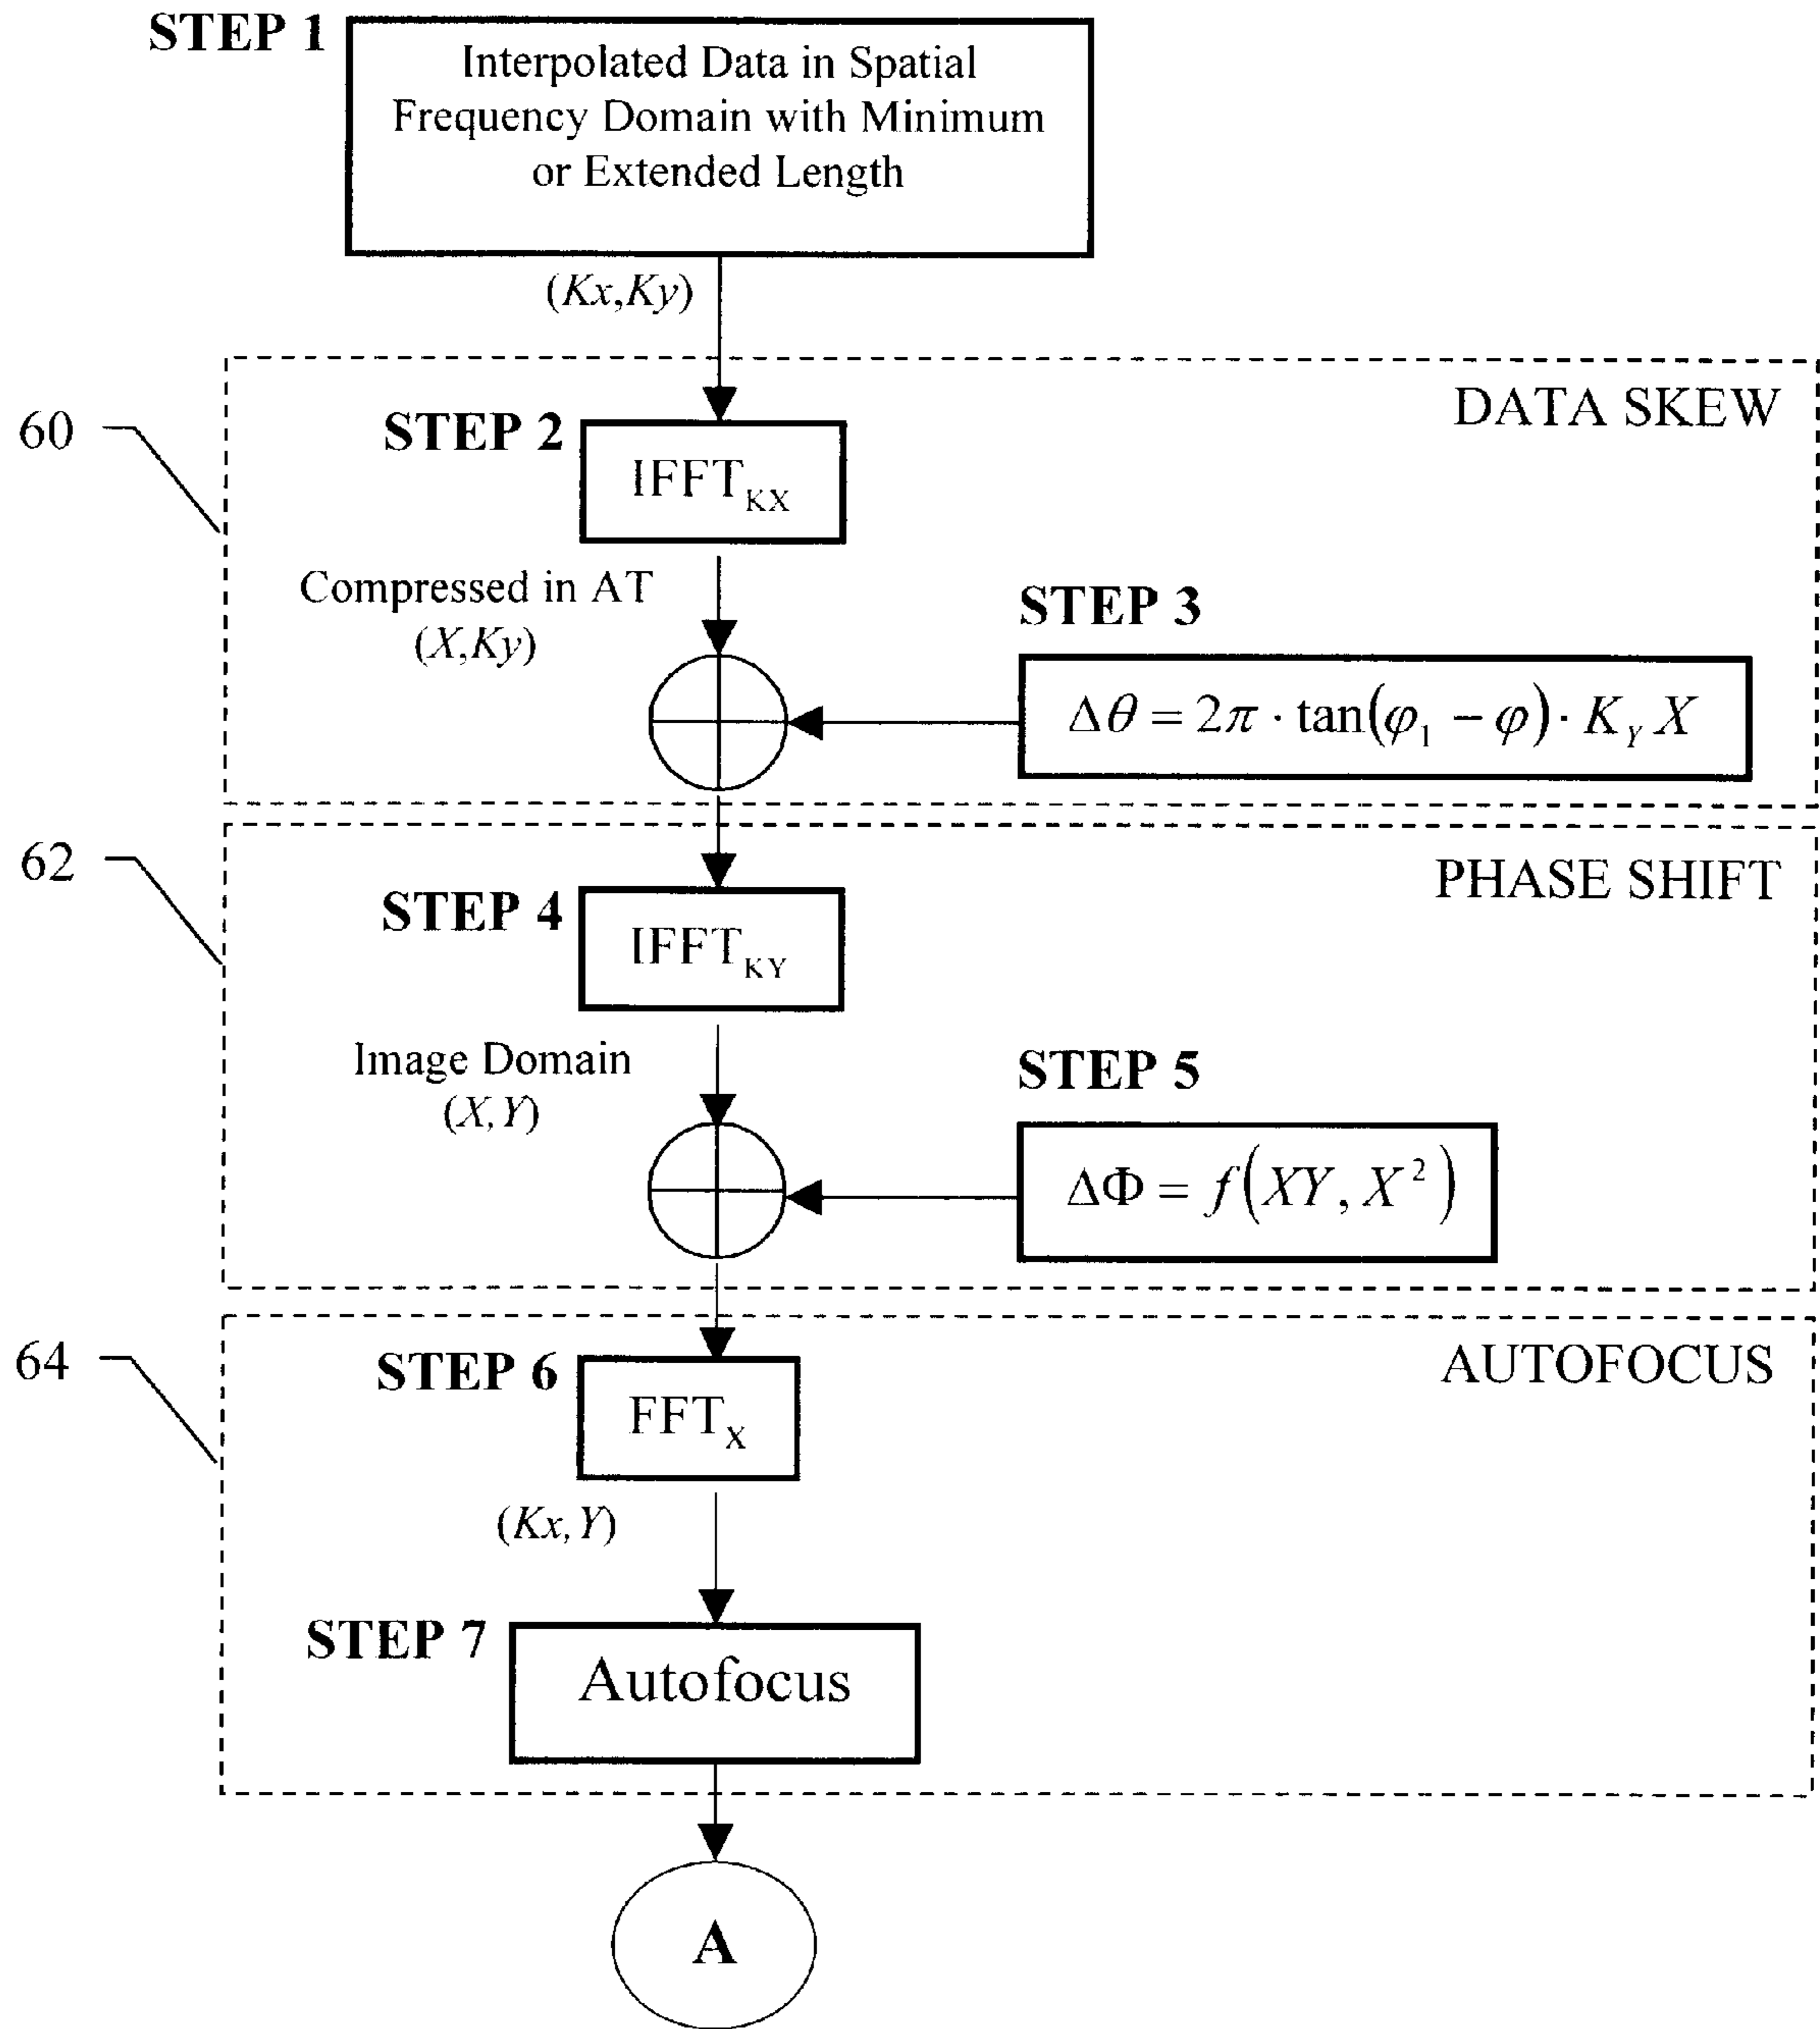 STEP 1
Interpolated Data in Spatial
Frequency Domain with Minimum
or Extended Length
(Kx,Ky)
DATA SKEW
60
STEP 2
IFFT_KX
Compressed in AT
(X,Ky)
STEP 3
Δθ = 2π · tan(φ₁ − φ) · K_Y X
62
PHASE SHIFT
STEP 4
IFFT_KY
Image Domain
(X,Y)
STEP 5
ΔΦ = f(XY, X²)
64
AUTOFOCUS
STEP 6
FFT_X
(Kx,Y)
STEP 7
Autofocus
A